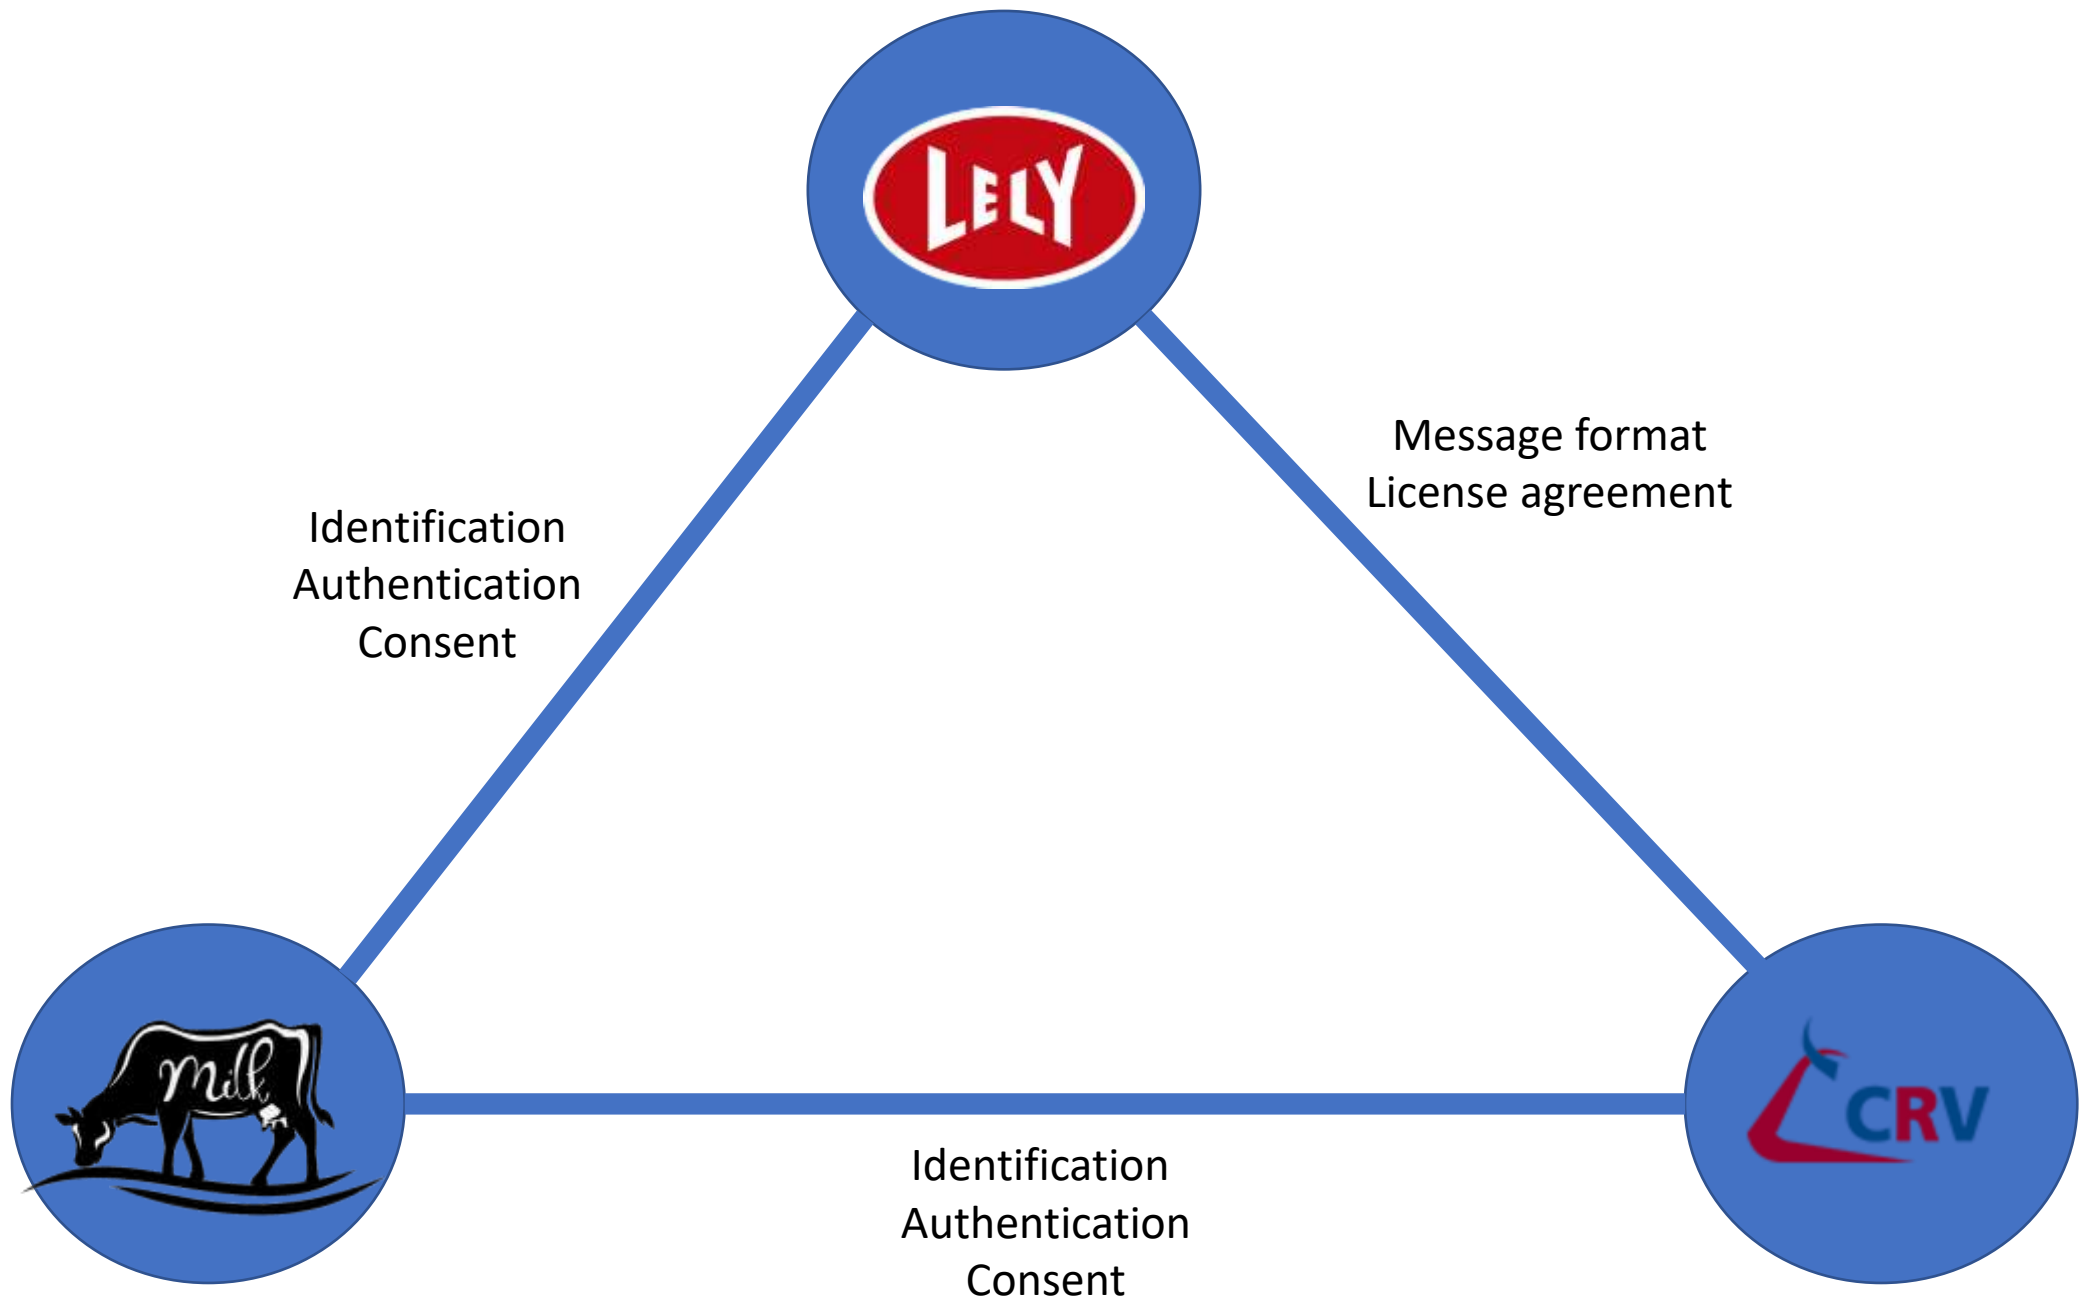 LELY
Message format
License agreement
Identification
Authentication
Consent
Milk
CRV
Identification
Authentication
Consent